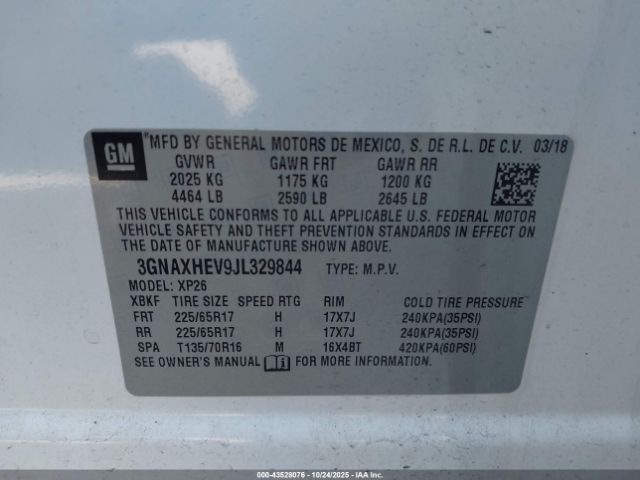 GM
"MFD BY GENERAL MOTORS DE MEXICO, S. DE R.L. DE C.V. 03/18
GVWR GAWR FRT GAWR RR
2025 KG 1175 KG 1200 KG
4464 LB 2590 LB 2645 LB
THIS VEHICLE CONFORMS TO ALL APPLICABLE U.S. FEDERAL MOTOR
VEHICLE SAFETY AND THEFT PREVENTION STANDARDS IN EFFECT ON
THE DATE OF MANUFACTURE SHOWN ABOVE.
3GNAXHEV9JL329844 TYPE: M.P.V.
MODEL: XP26
XBKF TIRE SIZE SPEED RTG RIM COLD TIRE PRESSURE
FRT 225/65R17 H 17X7J 240KPA(35PSI)
RR 225/65R17 H 17X7J 240KPA(35PSI)
SPA T135/70R16 M 16X4BT 420KPA(60PSI)
SEE OWNER'S MANUAL FOR MORE INFORMATION.
000-43528076 - 10/24/2025 - www.iaai.com